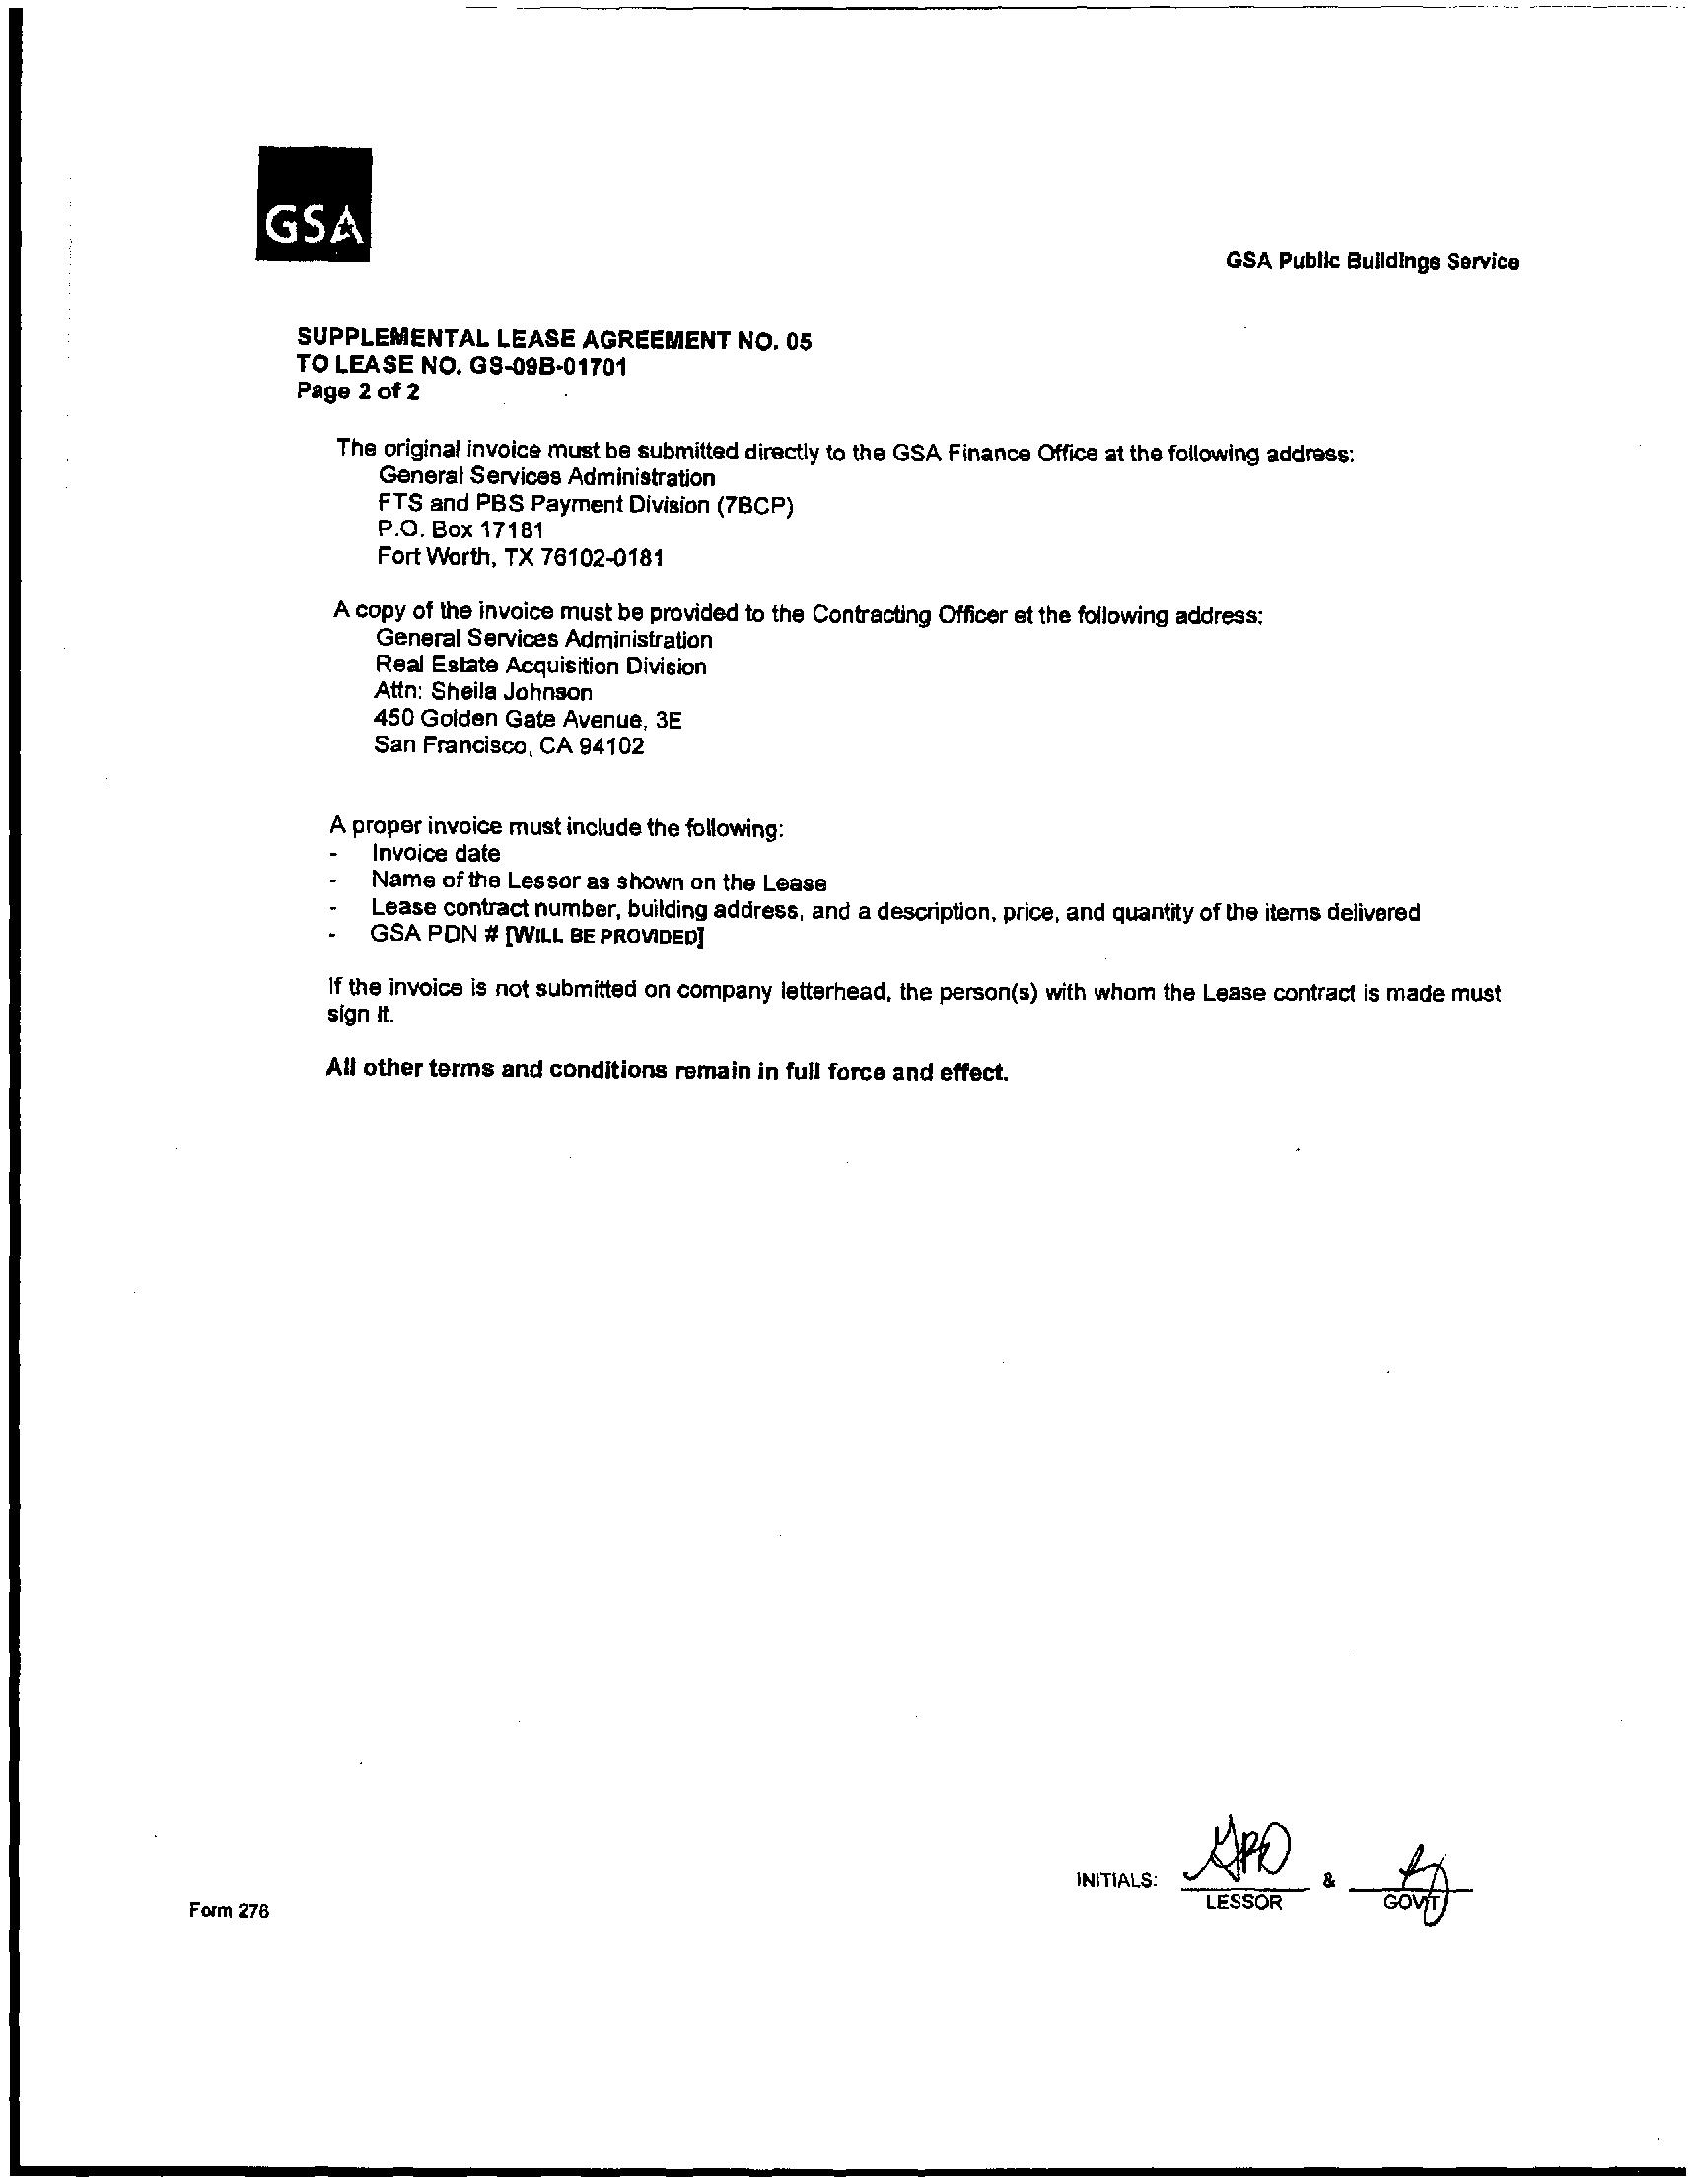 GSA
GSA Public Buildings Service
SUPPLEMENTAL LEASE AGREEMENT NO. 05
TO LEASE NO. GS-09B-01701
Page 2 of 2
The original invoice must be submitted directly to the GSA Finance Office at the following address:
General Services Administration
FTS and PBS Payment Division (7BCP)
P.O. Box 17181
Fort Worth, TX 76102-0181
A copy of the invoice must be provided to the Contracting Officer at the following address:
General Services Administration
Real Estate Acquisition Division
Attn: Sheila Johnson
450 Golden Gate Avenue, 3E
San Francisco, CA 94102
A proper invoice must include the following:
- Invoice date
- Name of the Lessor as shown on the Lease
- Lease contract number, building address, and a description, price, and quantity of the items delivered
- GSA PDN # [WILL BE PROVIDED]
If the invoice is not submitted on company letterhead, the person(s) with whom the Lease contract is made must
sign it.
All other terms and conditions remain in full force and effect.
INITIALS: &
LESSOR GOV'T
Form 276